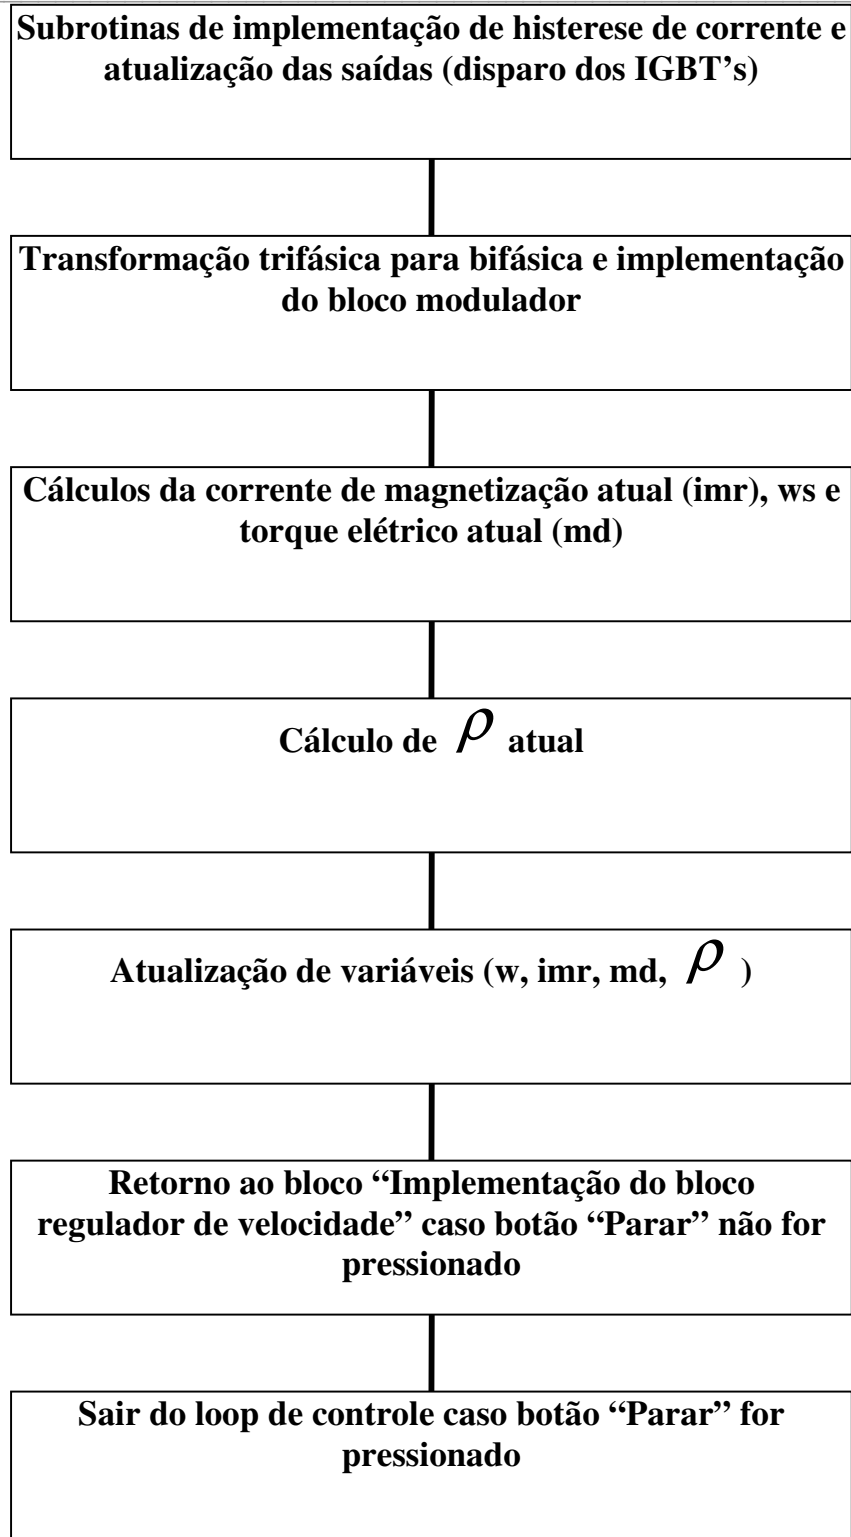 Subrotinas de implementação de histerese de corrente e
atualização das saídas (disparo dos IGBT’s)
Transformação trifásica para bifásica e implementação
do bloco modulador
Cálculos da corrente de magnetização atual (imr), ws e
torque elétrico atual (md)
Cálculo de ρ atual
Atualização de variáveis (w, imr, md, ρ )
Retorno ao bloco “Implementação do bloco
regulador de velocidade” caso botão “Parar” não for
pressionado
Sair do loop de controle caso botão “Parar” for
pressionado